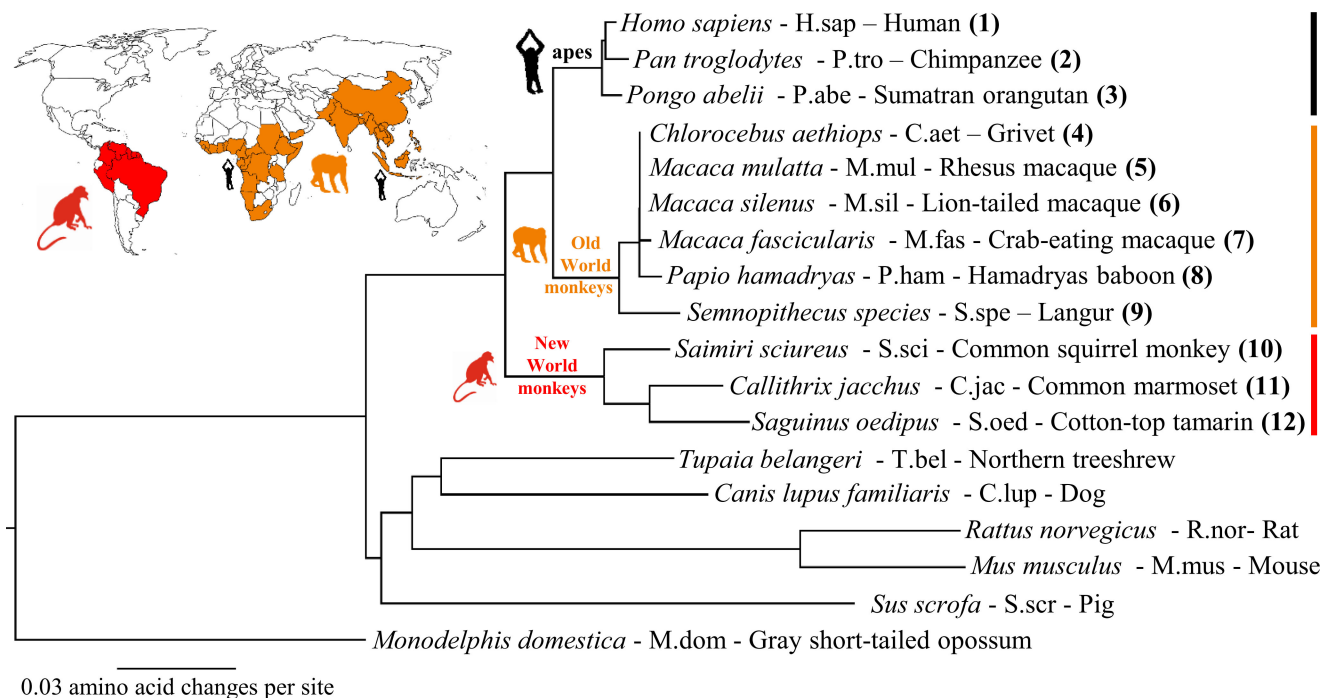 Homo sapiens - H.sap – Human (1)
apes
Pan troglodytes - P.tro – Chimpanzee (2)
Pongo abelii - P.abe - Sumatran orangutan (3)
Chlorocebus aethiops - C.aet – Grivet (4)
Macaca mulatta - M.mul - Rhesus macaque (5)
Macaca silenus - M.sil - Lion-tailed macaque (6)
Macaca fascicularis - M.fas - Crab-eating macaque (7)
Old
World
monkeys
Papio hamadryas - P.ham - Hamadryas baboon (8)
Semnopithecus species - S.spe – Langur (9)
New
World
monkeys
Saimiri sciureus - S.sci - Common squirrel monkey (10)
Callithrix jacchus - C.jac - Common marmoset (11)
Saguinus oedipus - S.oed - Cotton-top tamarin (12)
Tupaia belangeri - T.bel - Northern treeshrew
Canis lupus familiaris - C.lup - Dog
Rattus norvegicus - R.nor- Rat
Mus musculus - M.mus - Mouse
Sus scrofa - S.scr - Pig
Monodelphis domestica - M.dom - Gray short-tailed opossum
0.03 amino acid changes per site